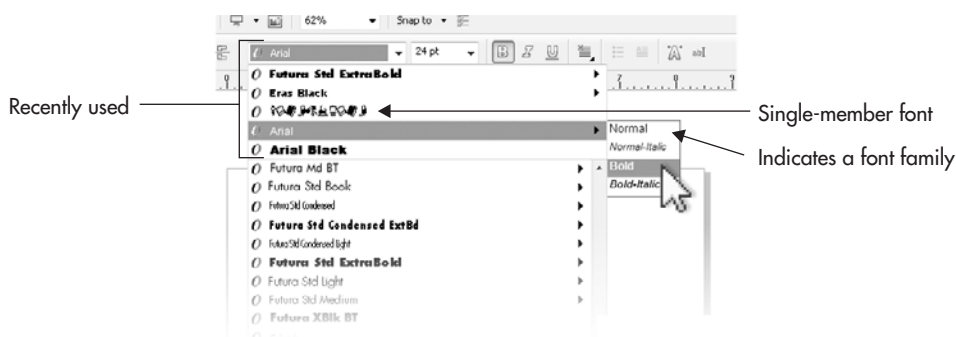 62% Snap to
Arial 24 pt B I U abI
Futura Std ExtraBold
Eras Black
Recently used
Single-member font
Arial
Normal
Indicates a font family
Arial Black
Normal-Italic
Futura Md BT
Bold
Futura Std Book
Bold-Italic
Futura Std Condensed
Futura Std Condensed ExtBd
Futura Std Condensed Light
Futura Std ExtraBold
Futura Std Light
Futura Std Medium
Futura XBlk BT